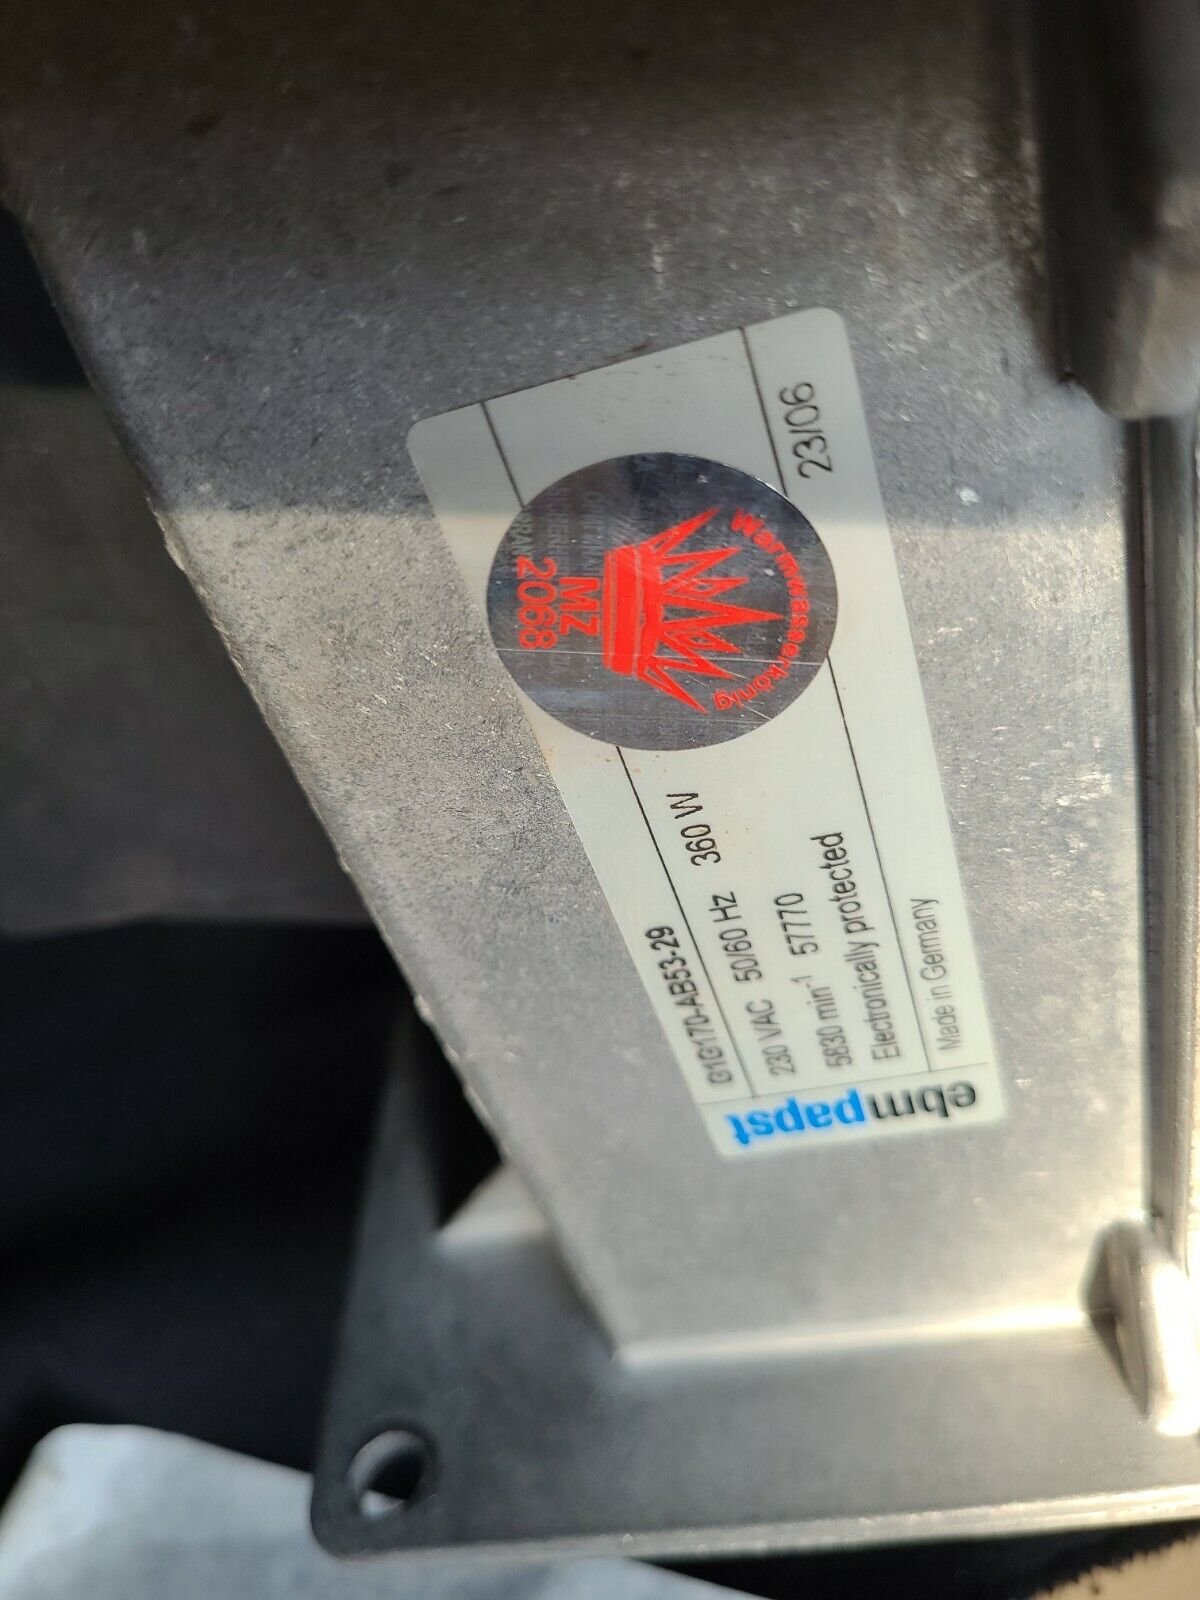 ebmpapst
G1G170-AB53-29
230 VAC 50/60 Hz 360 W
5830 min-1 57770
Electronically protected
Made in Germany
23/06
Warmwasserkönig
MZ
2068